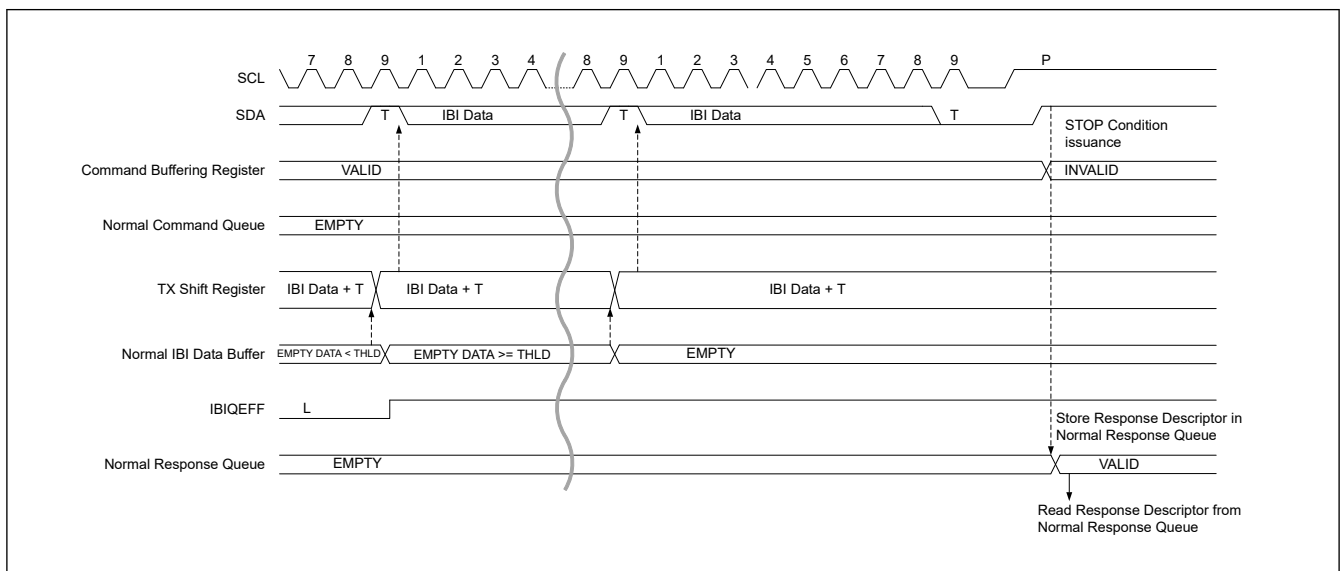 7 8 9 1 2 3 4 8 9 1 2 3 4 5 6 7 8 9 P
SCL
SDA T IBI Data T IBI Data T
STOP Condition
issuance
Command Buffering Register VALID INVALID
Normal Command Queue EMPTY
TX Shift Register IBI Data + T IBI Data + T IBI Data + T
Normal IBI Data Buffer EMPTY DATA < THLD EMPTY DATA >= THLD EMPTY
IBIQEFF L
Store Response Descriptor in
Normal Response Queue
Normal Response Queue EMPTY VALID
Read Response Descriptor from
Normal Response Queue